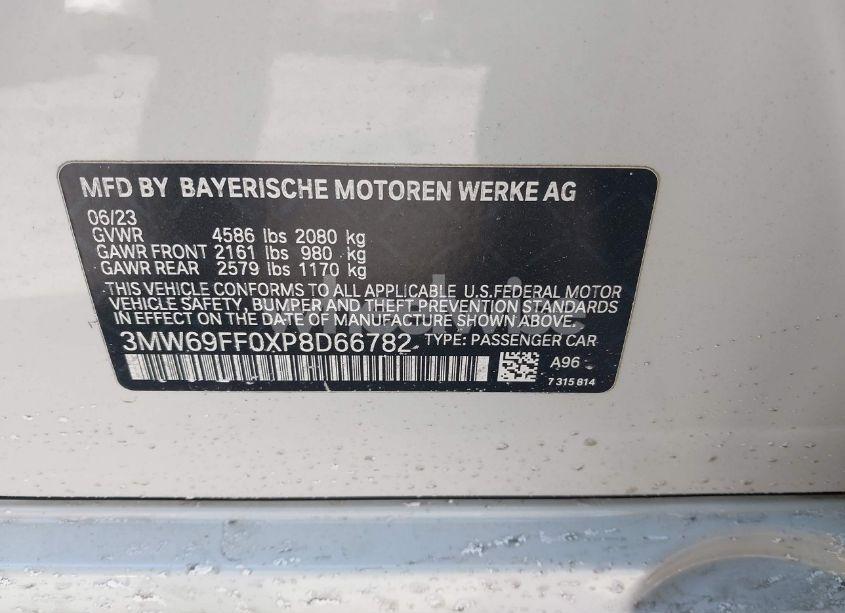 MFD BY BAYERISCHE MOTOREN WERKE AG
06/23
GVWR 4586 lbs 2080 kg
GAWR FRONT 2161 lbs 980 kg
GAWR REAR 2579 lbs 1170 kg
THIS VEHICLE CONFORMS TO ALL APPLICABLE U.S.FEDERAL MOTOR
VEHICLE SAFETY, BUMPER AND THEFT PREVENTION STANDARDS
IN EFFECT ON THE DATE OF MANUFACTURE SHOWN ABOVE.
3MW69FF0XP8D66782 TYPE: PASSENGER CAR
A96
7 315 814